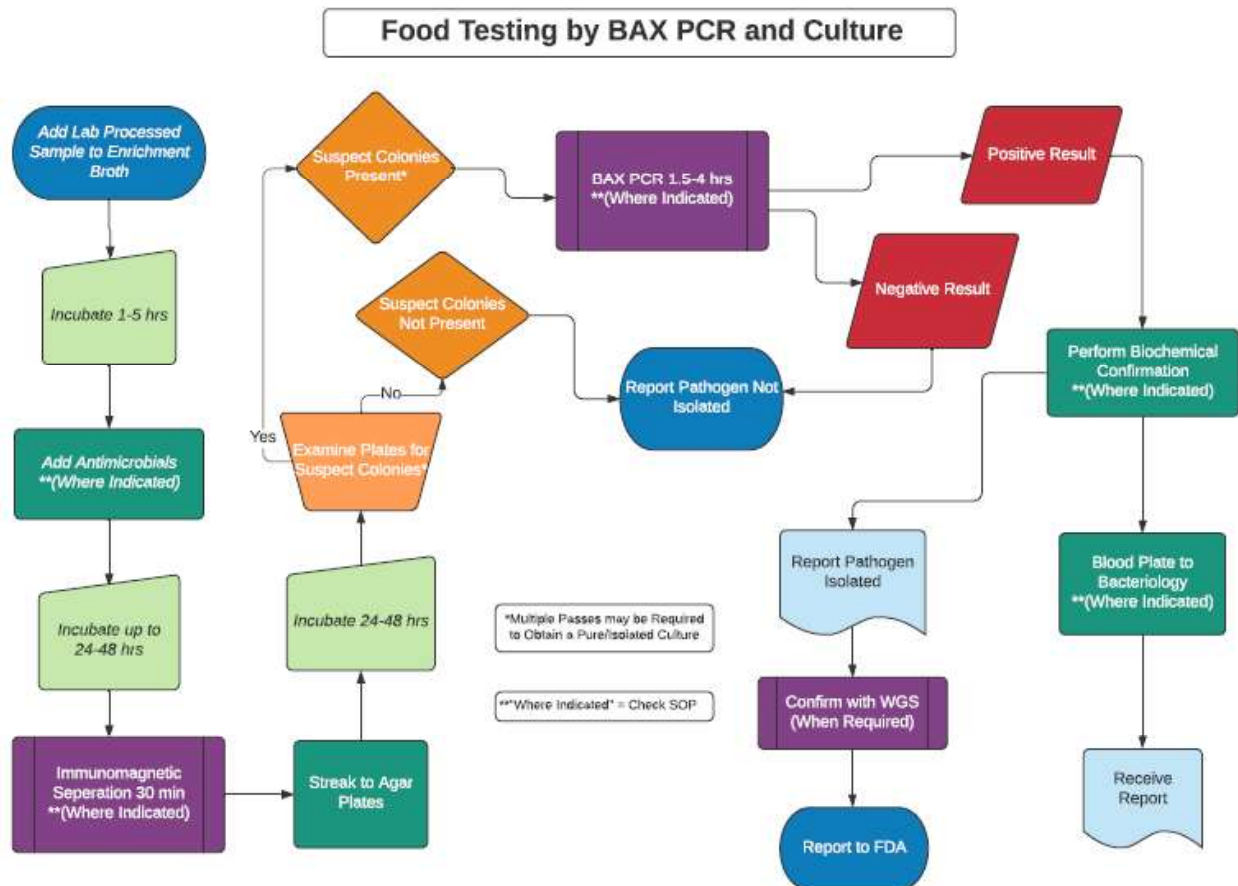 Food Testing by BAX PCR and Culture
Add Lab Processed
Sample to Enrichment
Broth
Incubate 1-5 hrs
Add Antimicrobials
**(Where Indicated)
Incubate up to
24-48 hrs
Immunomagnetic
Seperation 30 min
**(Where Indicated)
Streak to Agar
Plates
Incubate 24-48 hrs
Examine Plates for
Suspect Colonies*
Yes
No
Suspect Colonies
Present*
Suspect Colonies
Not Present
BAX PCR 1.5-4 hrs
**(Where Indicated)
Positive Result
Negative Result
Report Pathogen Not
Isolated
Perform Biochemical
Confirmation
**(Where Indicated)
Report Pathogen
Isolated
Blood Plate to
Bacteriology
**(Where Indicated)
*Multiple Passes may be Required
to Obtain a Pure/Isolated Culture
**"Where Indicated" = Check SOP
Confirm with WGS
(When Required)
Receive
Report
Report to FDA